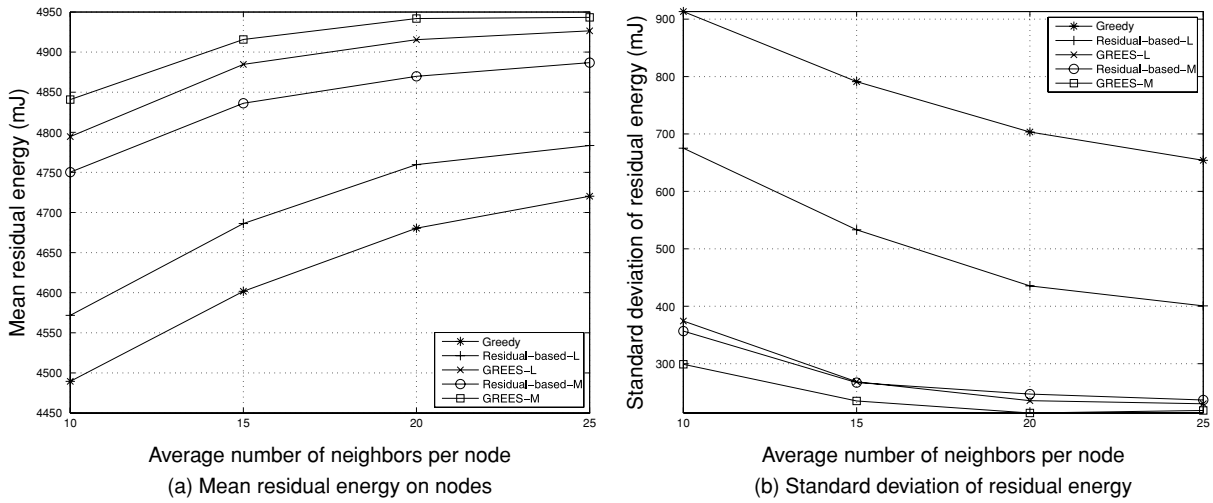 4950
4900
4850
4800
4750
4700
4650
4600
4550
4500
4450
Mean residual energy (mJ)
10
15
20
25
Greedy
Residual-based-L
GREES-L
Residual-based-M
GREES-M
Average number of neighbors per node
(a) Mean residual energy on nodes
900
800
700
600
500
400
300
Standard deviation of residual energy (mJ)
10
15
20
25
Greedy
Residual-based-L
GREES-L
Residual-based-M
GREES-M
Average number of neighbors per node
(b) Standard deviation of residual energy